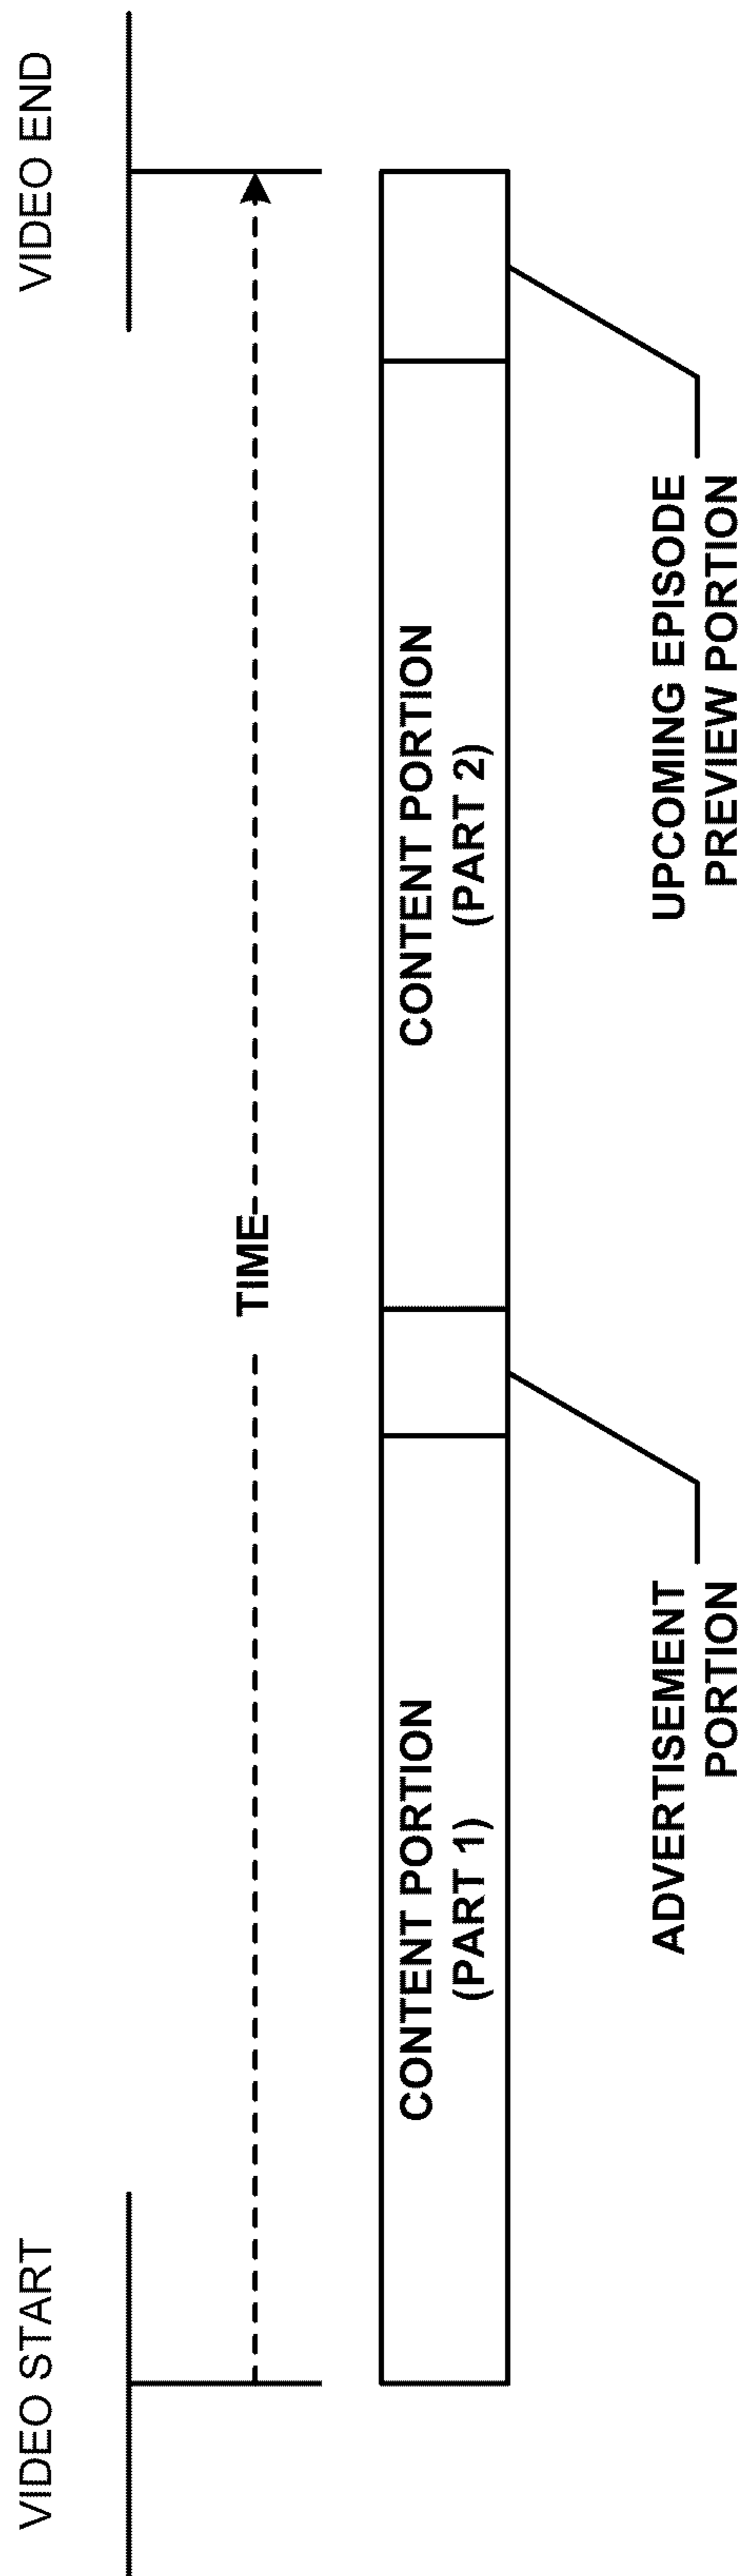 VIDEO START
VIDEO END
TIME
CONTENT PORTION
(PART 1)
CONTENT PORTION
(PART 2)
ADVERTISEMENT
PORTION
UPCOMING EPISODE
PREVIEW PORTION